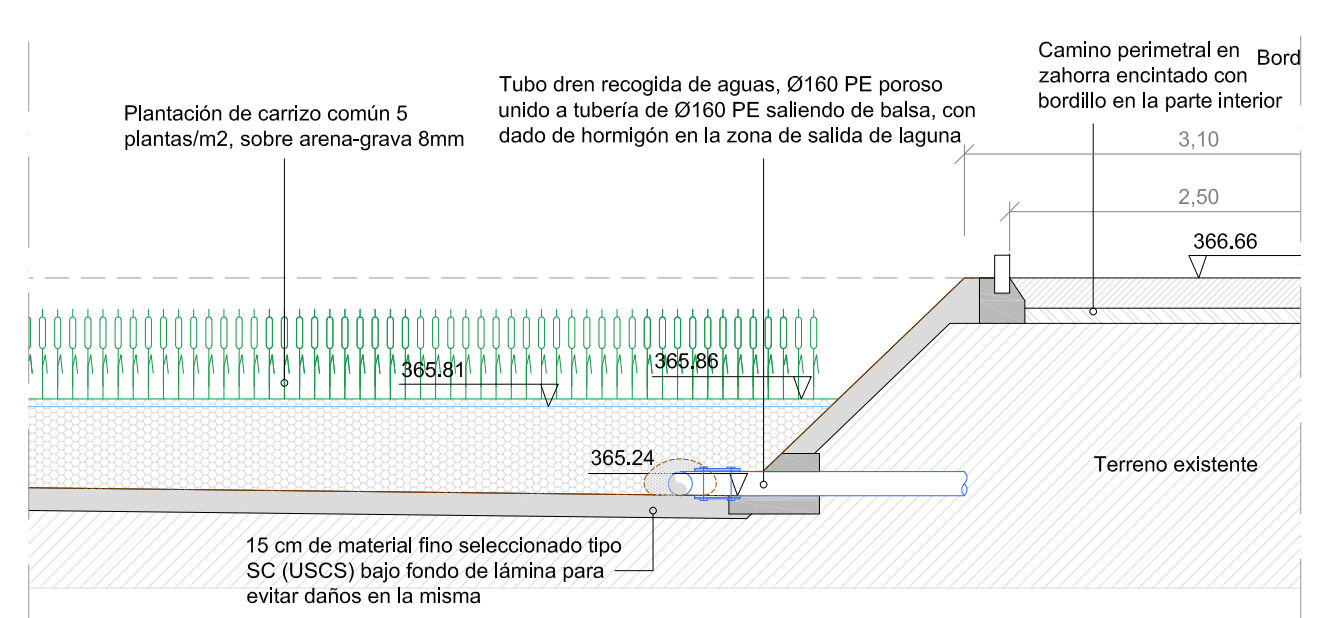 Camino perimetral en
zahorra encintado con
bordillo en la parte interior
Bord
Tubo dren recogida de aguas, Ø160 PE poroso
unido a tubería de Ø160 PE saliendo de balsa, con
dado de hormigón en la zona de salida de laguna
Plantación de carrizo común 5
plantas/m2, sobre arena-grava 8mm
3,10
2,50
366.66
365.81
365.86
365.24
Terreno existente
15 cm de material fino seleccionado tipo
SC (USCS) bajo fondo de lámina para
evitar daños en la misma